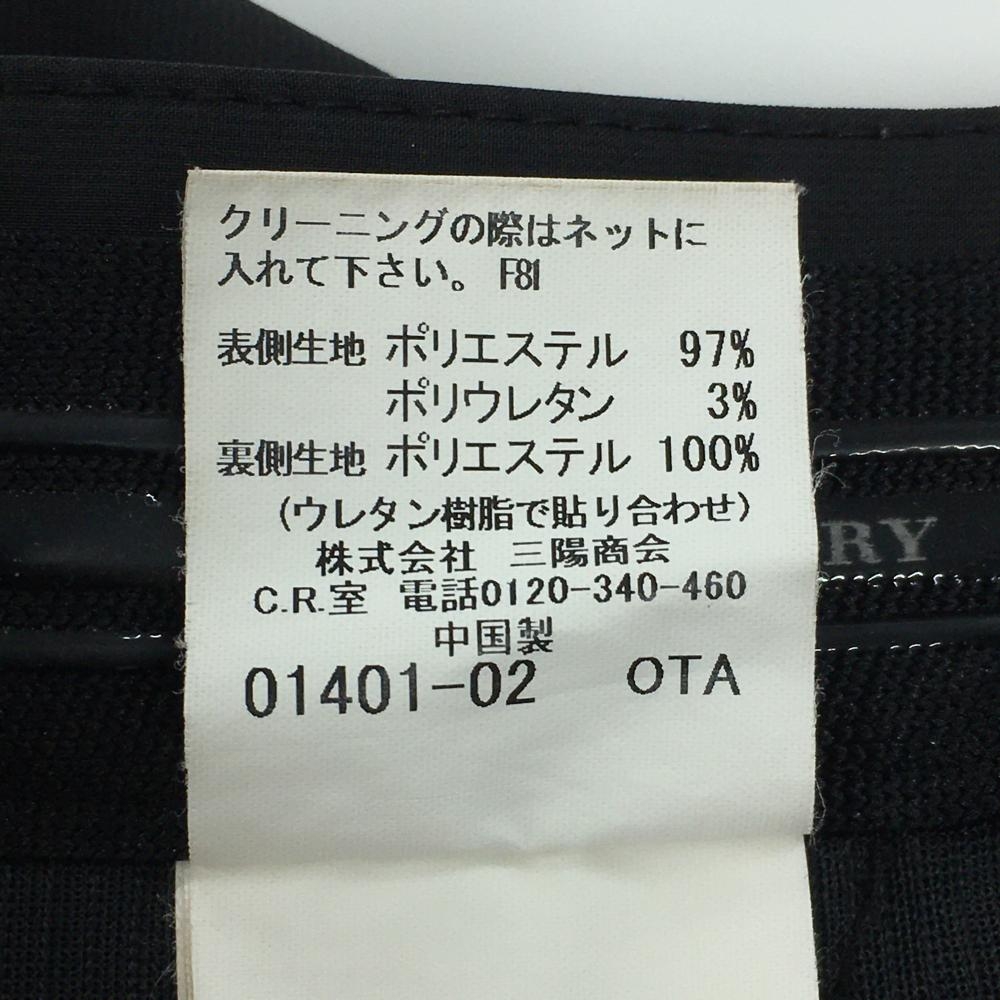 クリーニングの際はネットに
入れて下さい。 F81
表側生地 ポリエステル 97%
ポリウレタン 3%
裏側生地 ポリエステル 100%
(ウレタン樹脂で貼り合わせ)
株式会社 三陽商会
C.R.室 電話0120-340-460
中国製
01401-02 OTA
RY